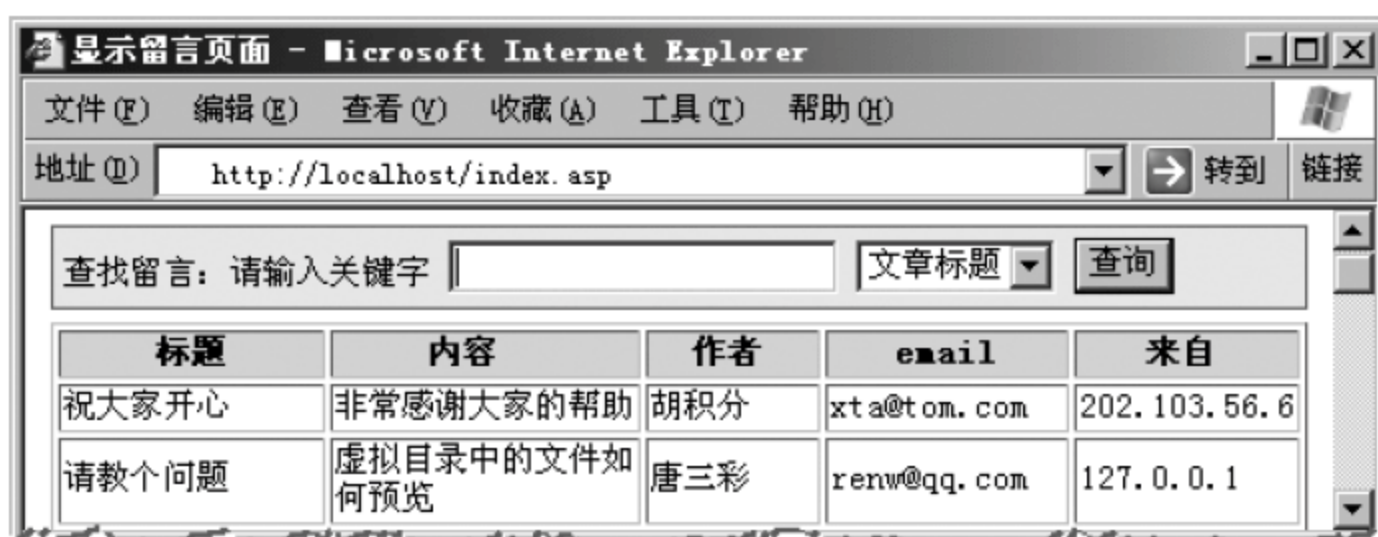 显示留言页面 - Microsoft Internet Explorer
文件(F) 编辑(E) 查看(V) 收藏(A) 工具(T) 帮助(H)
地址(D) http://localhost/index.asp 转到 链接
查找留言：请输入关键字 文章标题 查询
标题 内容 作者 email 来自
祝大家开心 非常感谢大家的帮助 胡积分 xta@tom.com 202.103.56.6
请教个问题 虚拟目录中的文件如 唐三彩 renw@qq.com 127.0.0.1
何预览